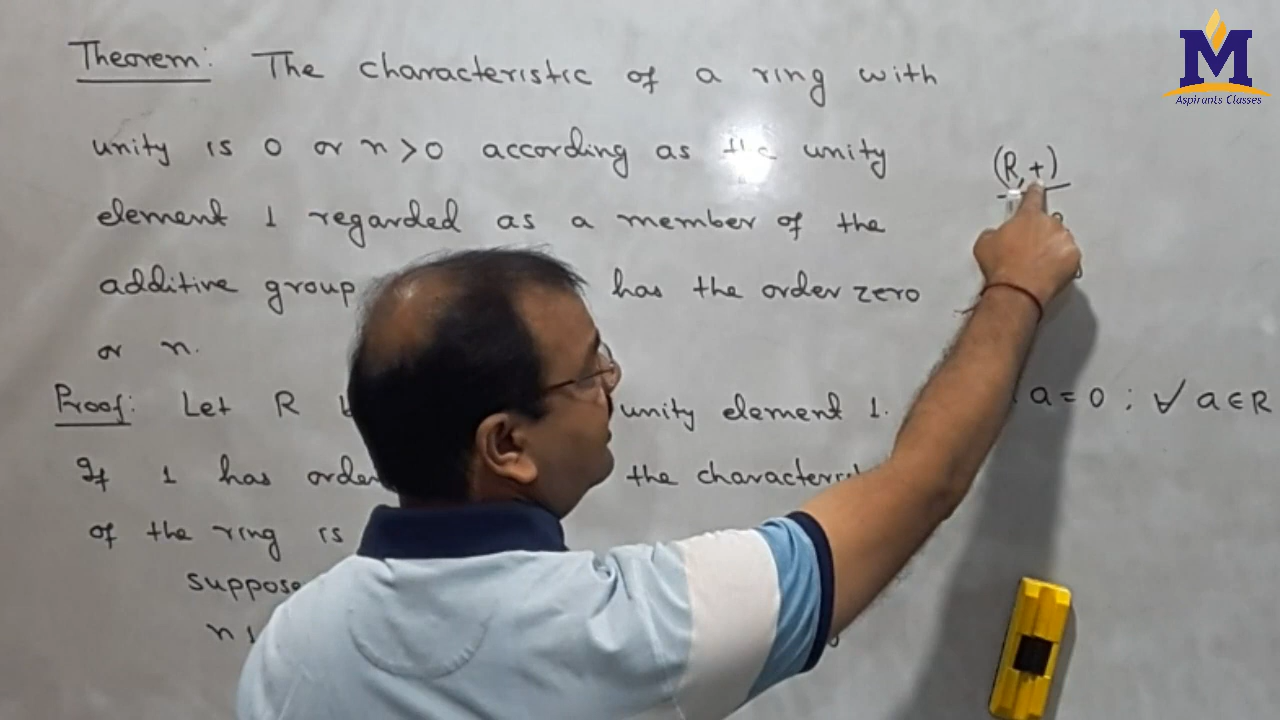 Theorem: The characteristic of a ring with
unity is 0 or n>0 according as the unity
element 1 regarded as a member of the
additive group has the order zero
or n.
Proof: Let R unity element 1.
If 1 has order the
of the ring is
suppose
n1
(R, +)
a = 0 ; ∀ a∈R
M
Aspirants Classes